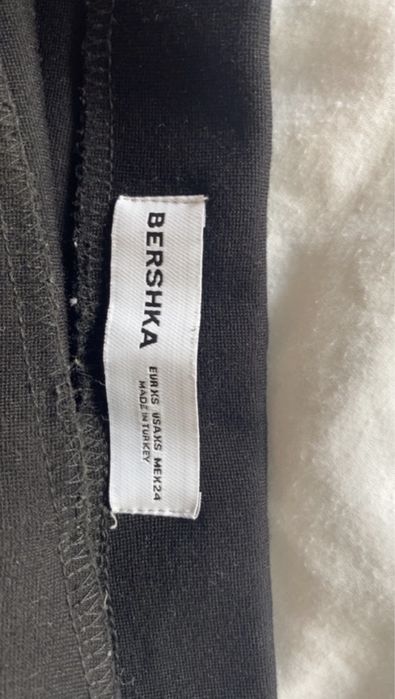 BERSHKA
EUR XS USA XS MEX 24
MADE IN TURKEY